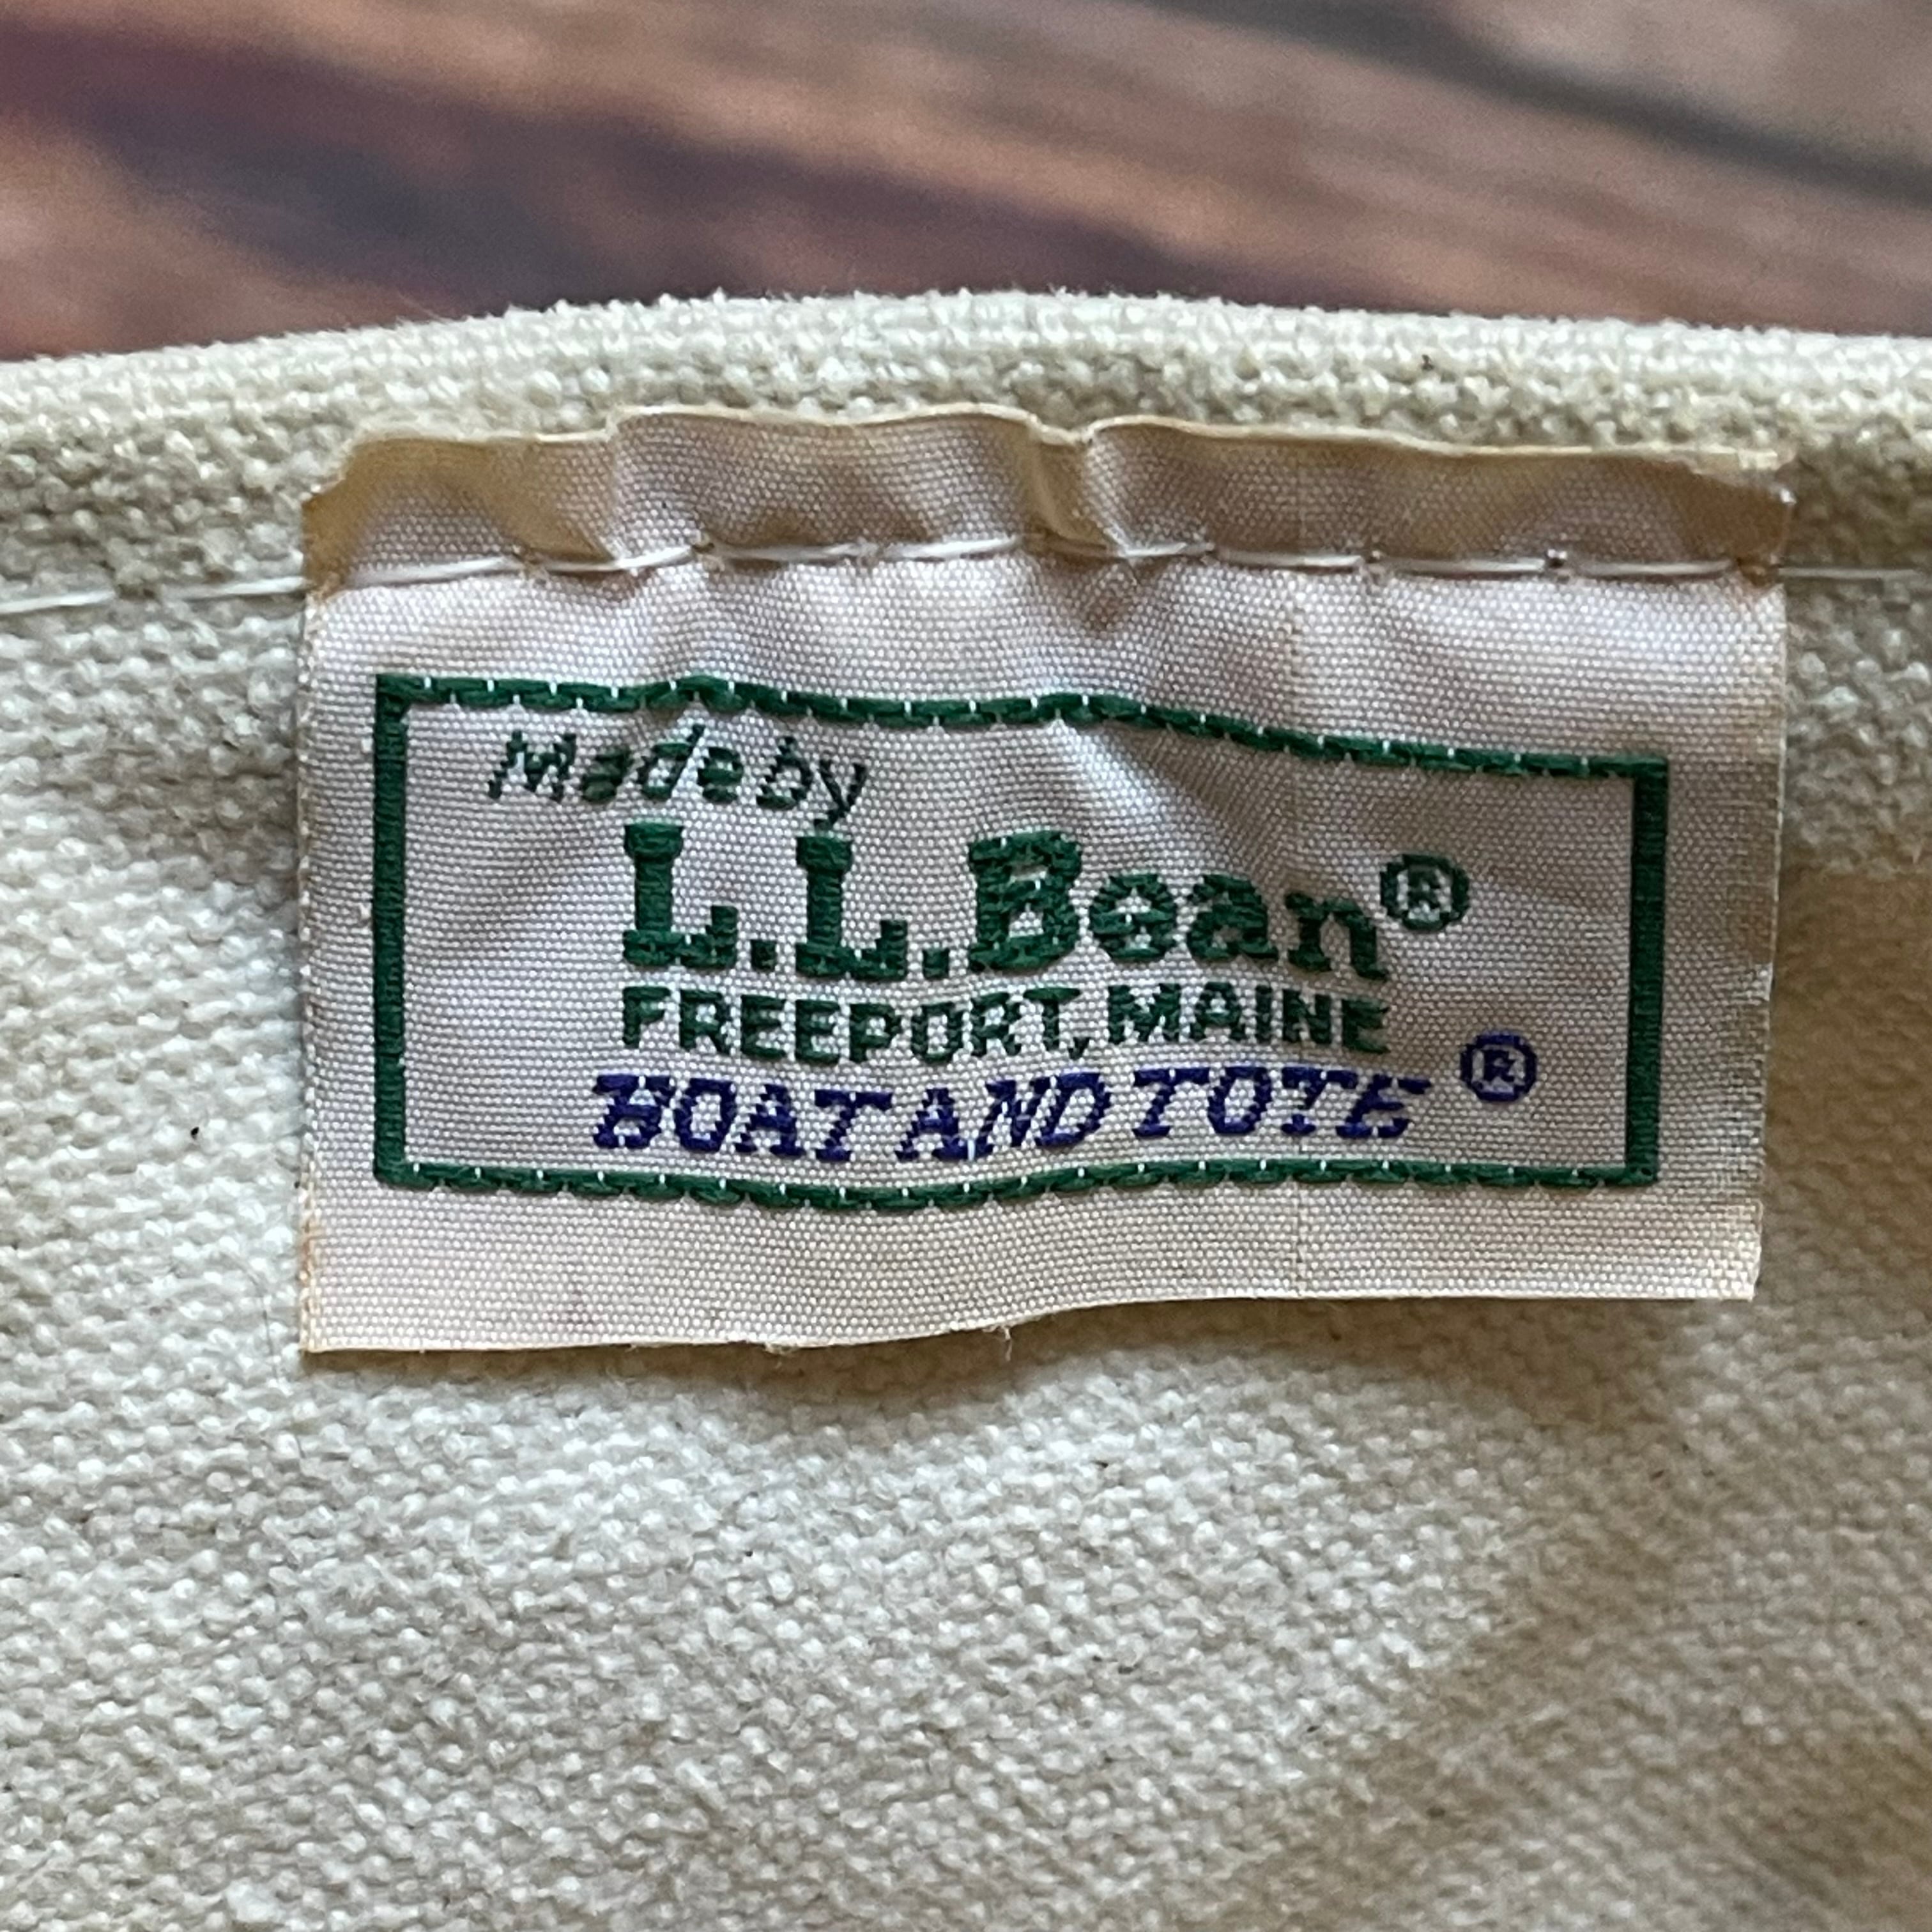 Made by
L.L.Bean®
FREEPORT, MAINE
BOAT AND TOTE ®